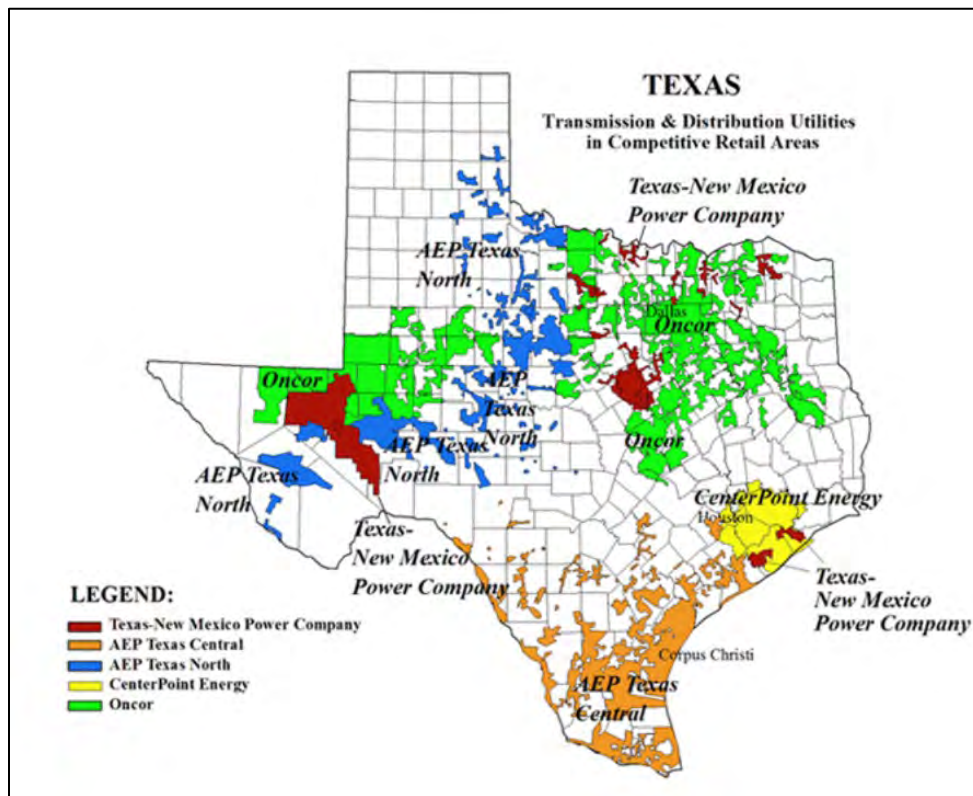 TEXAS
Transmission & Distribution Utilities
in Competitive Retail Areas
Texas-New Mexico
Power Company
AEP Texas
North
Dallas
Oncor
Oncor
AEP
Texas
North
Oncor
AEP Texas
North
AEP Texas
North
CenterPoint Energy
Houston
Texas-
New Mexico
Power Company
Texas-
New Mexico
Power Company
LEGEND:
Texas-New Mexico Power Company
AEP Texas Central
AEP Texas North
CenterPoint Energy
Oncor
Corpus Christi
AEP Texas
Central